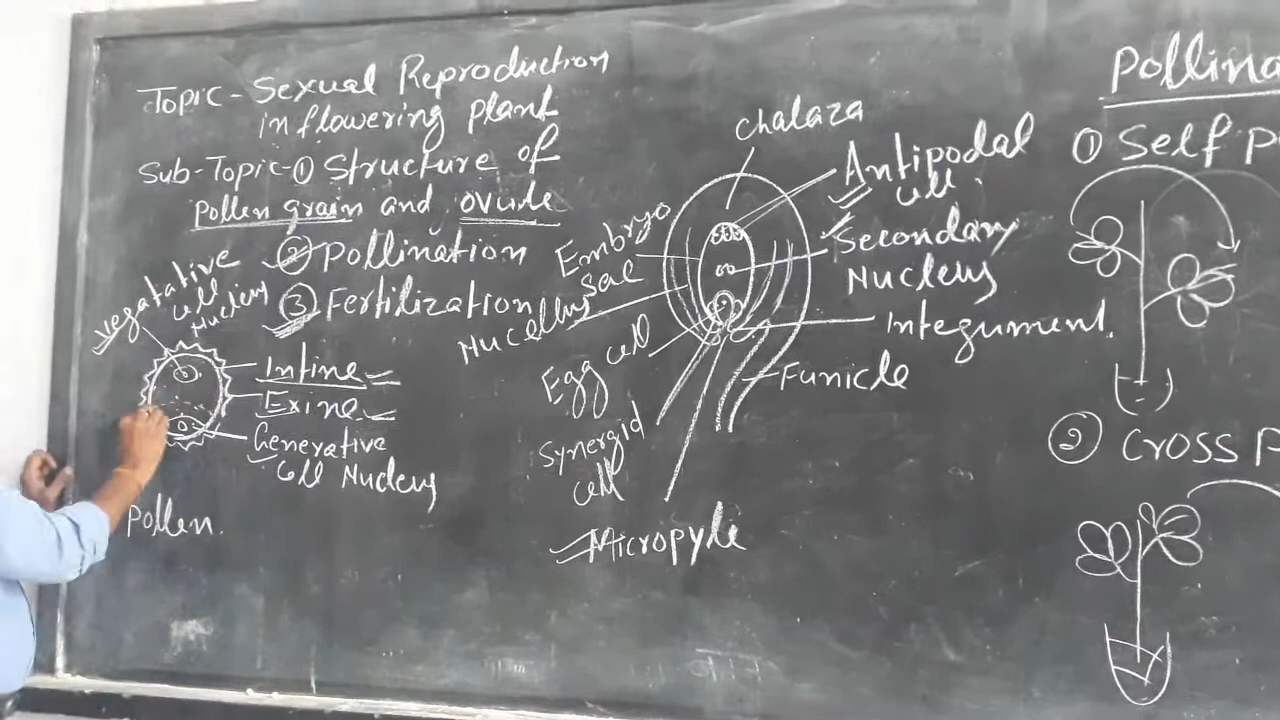 Topic - Sexual Reproduction
in flowering plant
Sub-Topic-① Structure of
Pollen grain and ovule
② Pollination
③ Fertilization
Vegatative
cell
Nucleus
Intine
Exine
Generative
Cell Nucleus
Pollen.
chalaza
Antipodal
Cell
Secondary
Nucleus
Integument.
Funicle
Embryo
Sac
Nucellus
Egg cell
Synergid
cell
Micropyle
Pollina
① Self P
② Cross P